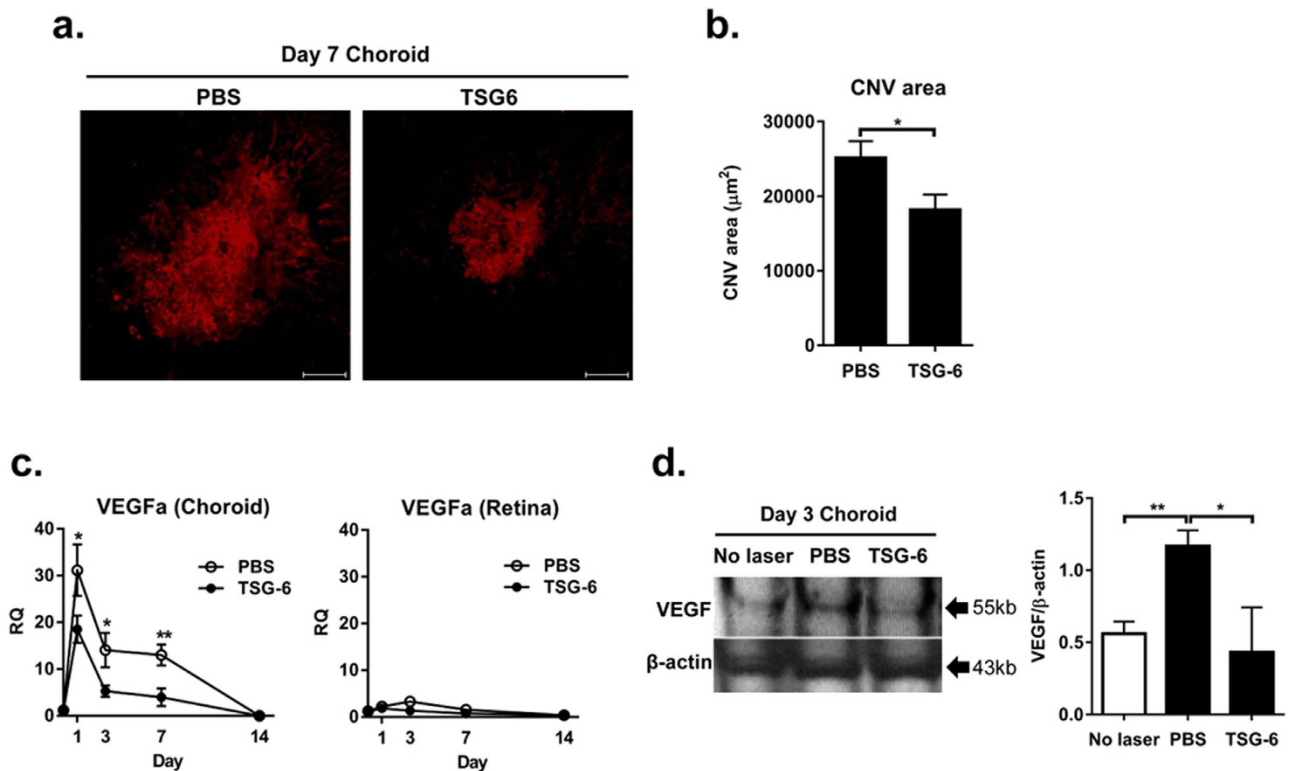 a.
Day 7 Choroid
PBS TSG6
b.
CNV area
*
30000
20000
10000
0
CNV area (μm²)
PBS TSG-6
c.
VEGFa (Choroid)
40
30
20
10
0
RQ
* * **
PBS
TSG-6
1 3 7 14
Day
VEGFa (Retina)
40
30
20
10
0
RQ
PBS
TSG-6
1 3 7 14
Day
d.
Day 3 Choroid
No laser PBS TSG-6
VEGF 55kb
β-actin 43kb
1.5
1.0
0.5
0.0
VEGF/β-actin
** *
No laser PBS TSG-6